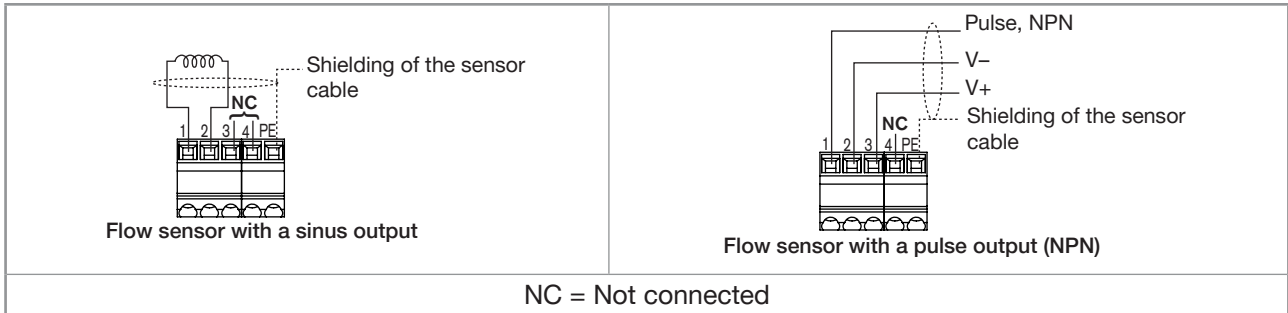 Shielding of the sensor
cable
NC
1 2 3 4 PE
Flow sensor with a sinus output
Pulse, NPN
V–
V+
Shielding of the sensor
cable
NC
1 2 3 4 PE
Flow sensor with a pulse output (NPN)
NC = Not connected